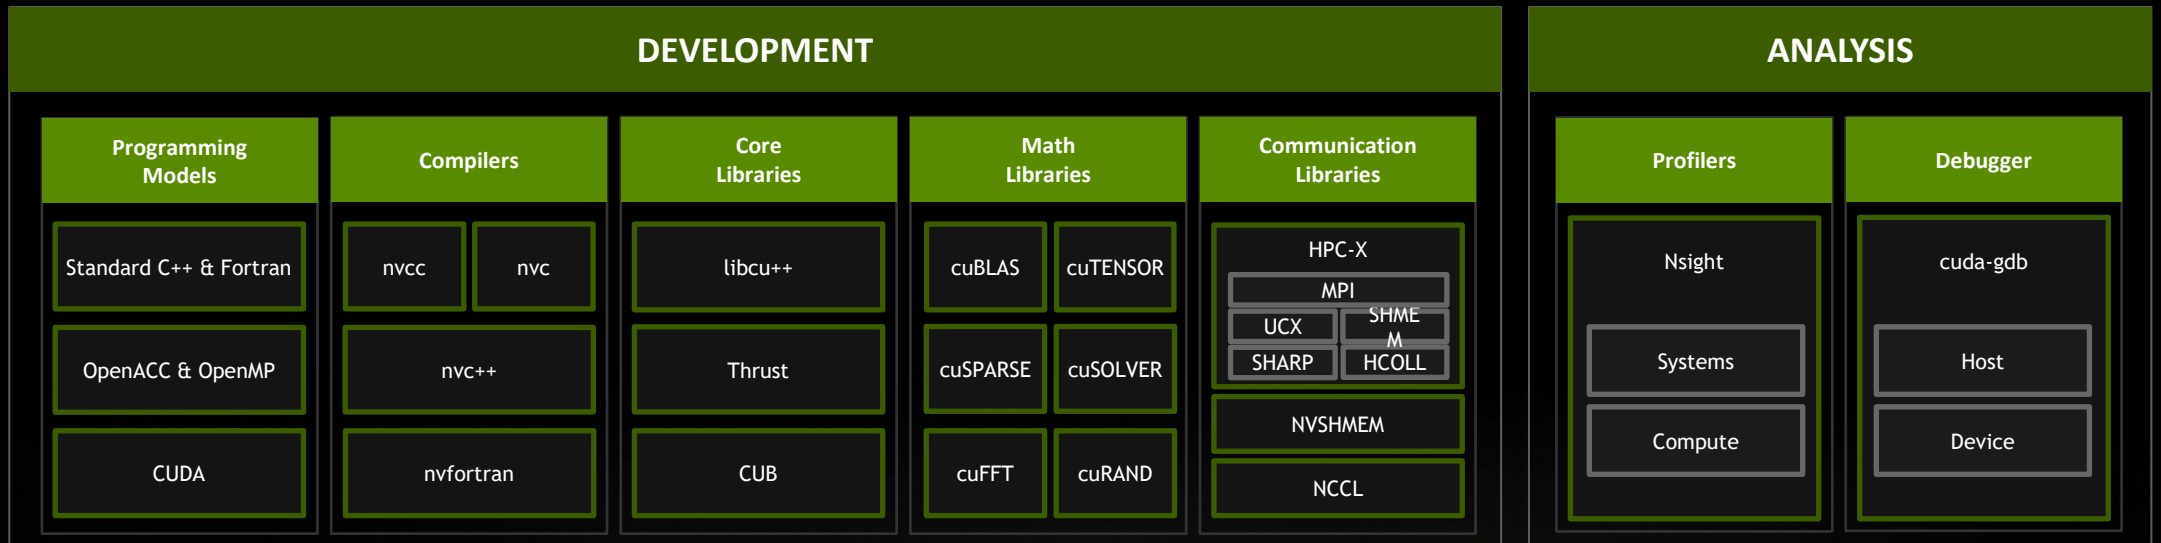 DEVELOPMENT
ANALYSIS
Programming
Models
Compilers
Core
Libraries
Math
Libraries
Communication
Libraries
Profilers
Debugger
Standard C++ & Fortran
OpenACC & OpenMP
CUDA
nvcc
nvc
nvc++
nvfortran
libcu++
Thrust
CUB
cuBLAS
cuTENSOR
cuSPARSE
cuSOLVER
cuFFT
cuRAND
HPC-X
MPI
UCX
SHME
M
SHARP
HCOLL
NVSHMEM
NCCL
Nsight
Systems
Compute
cuda-gdb
Host
Device